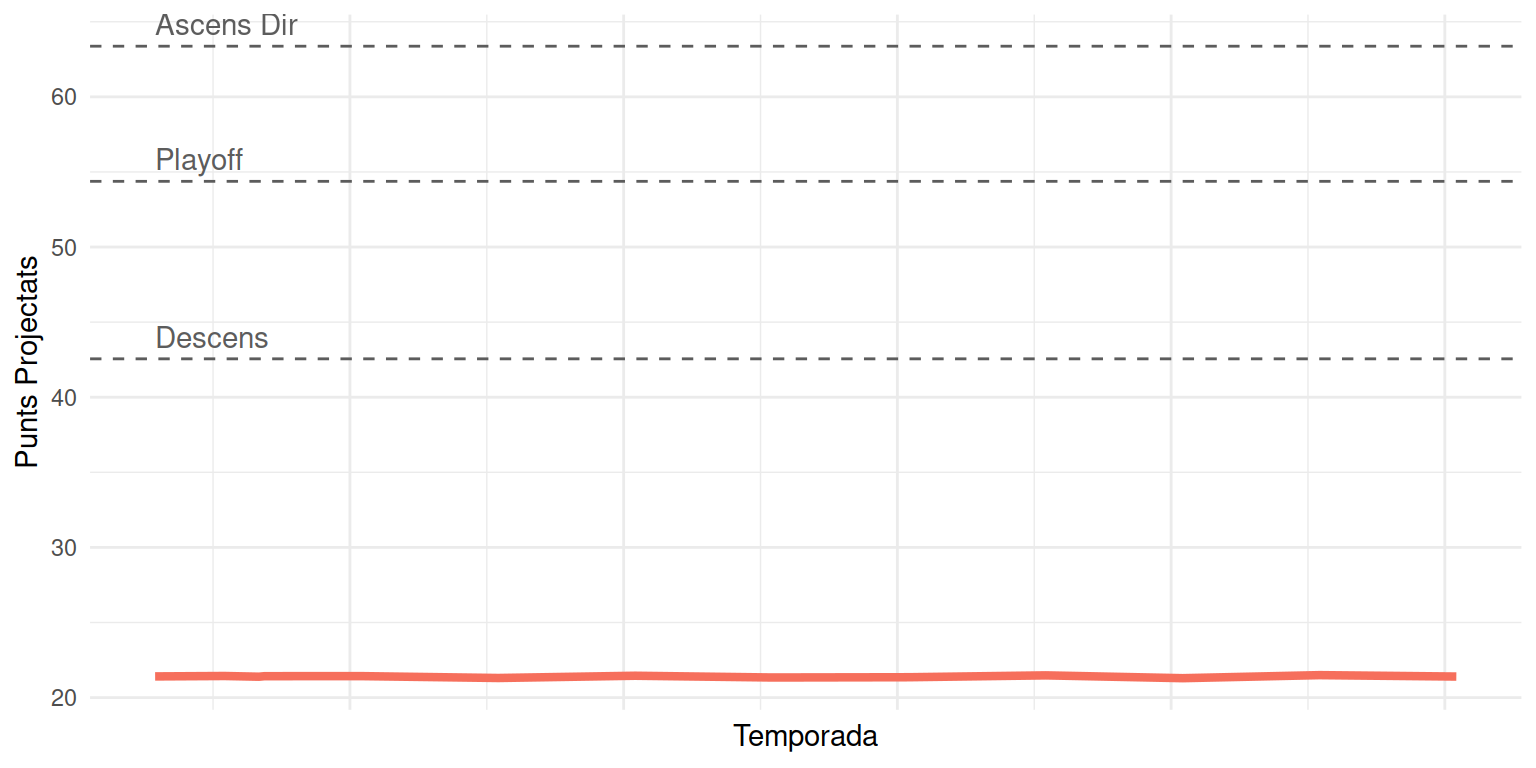 Ascens Dir
60
Playoff
50
Descens
40
30
20
Punts Projectats
Temporada